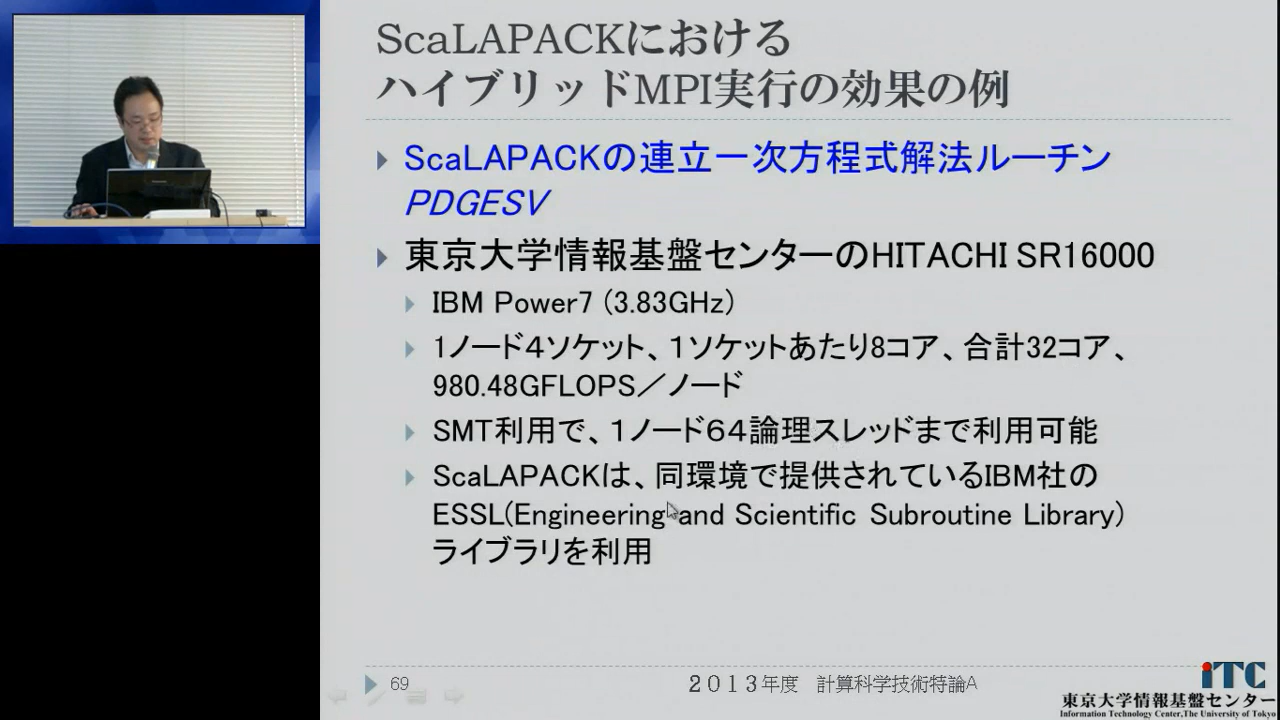 ScaLAPACKにおける
ハイブリッドMPI実行の効果の例
ScaLAPACKの連立一次方程式解法ルーチン
PDGESV
東京大学情報基盤センターのHITACHI SR16000
IBM Power7 (3.83GHz)
1ノード４ソケット、１ソケットあたり8コア、合計32コア、
980.48GFLOPS／ノード
SMT利用で、１ノード６４論理スレッドまで利用可能
ScaLAPACKは、同環境で提供されているIBM社の
ESSL(Engineering and Scientific Subroutine Library)
ライブラリを利用
69
２０１３年度　計算科学技術特論A
iTC
東京大学情報基盤センター
Information Technology Center,The University of Tokyo